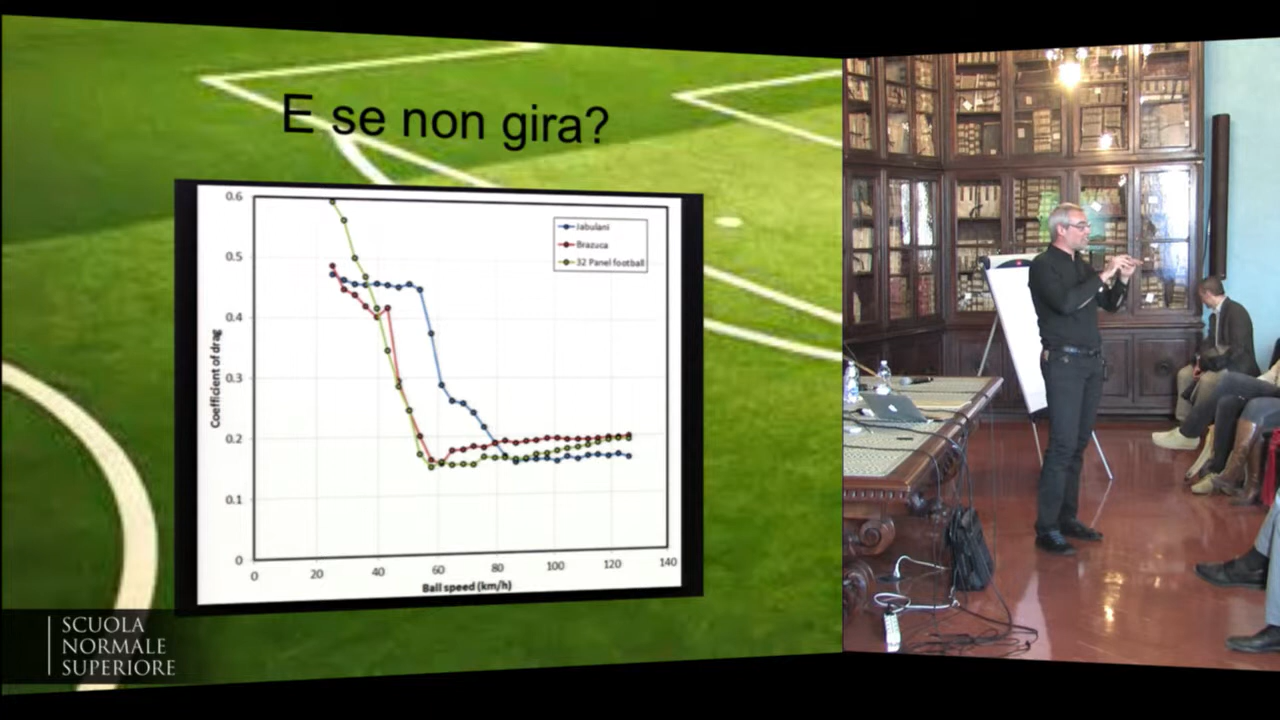 E se non gira?
0.6
0.5
0.4
0.3
0.2
0.1
0
Coefficient of drag
Jabulani
Brazuca
32 Panel football
0
20
40
60
80
100
120
140
Ball speed (km/h)
SCUOLA
NORMALE
SUPERIORE